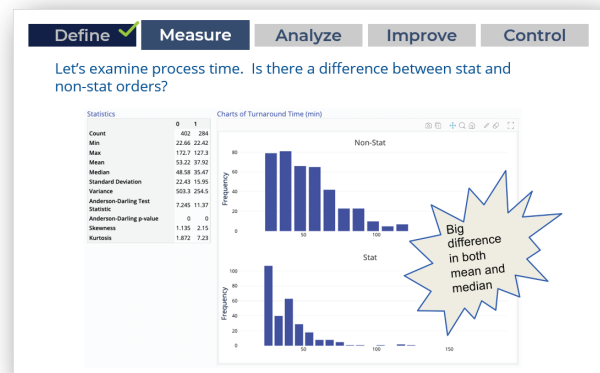 Define Measure Analyze Improve Control
Let's examine process time. Is there a difference between stat and
non-stat orders?
Statistics
0 1
Count 402 284
Min 22.66 22.42
Max 172.7 127.3
Mean 53.22 37.92
Median 48.58 35.47
Standard Deviation 22.43 15.95
Variance 503.3 254.5
Anderson-Darling Test
Statistic 7.245 11.37
Anderson-Darling p-value 0 0
Skewness 1.135 2.15
Kurtosis 1.872 7.23
Charts of Turnaround Time (min)
Non-Stat
Frequency
80
60
40
20
0
50 100
Stat
Frequency
100
80
60
40
20
0
50 100 150
Big
difference
in both
mean and
median